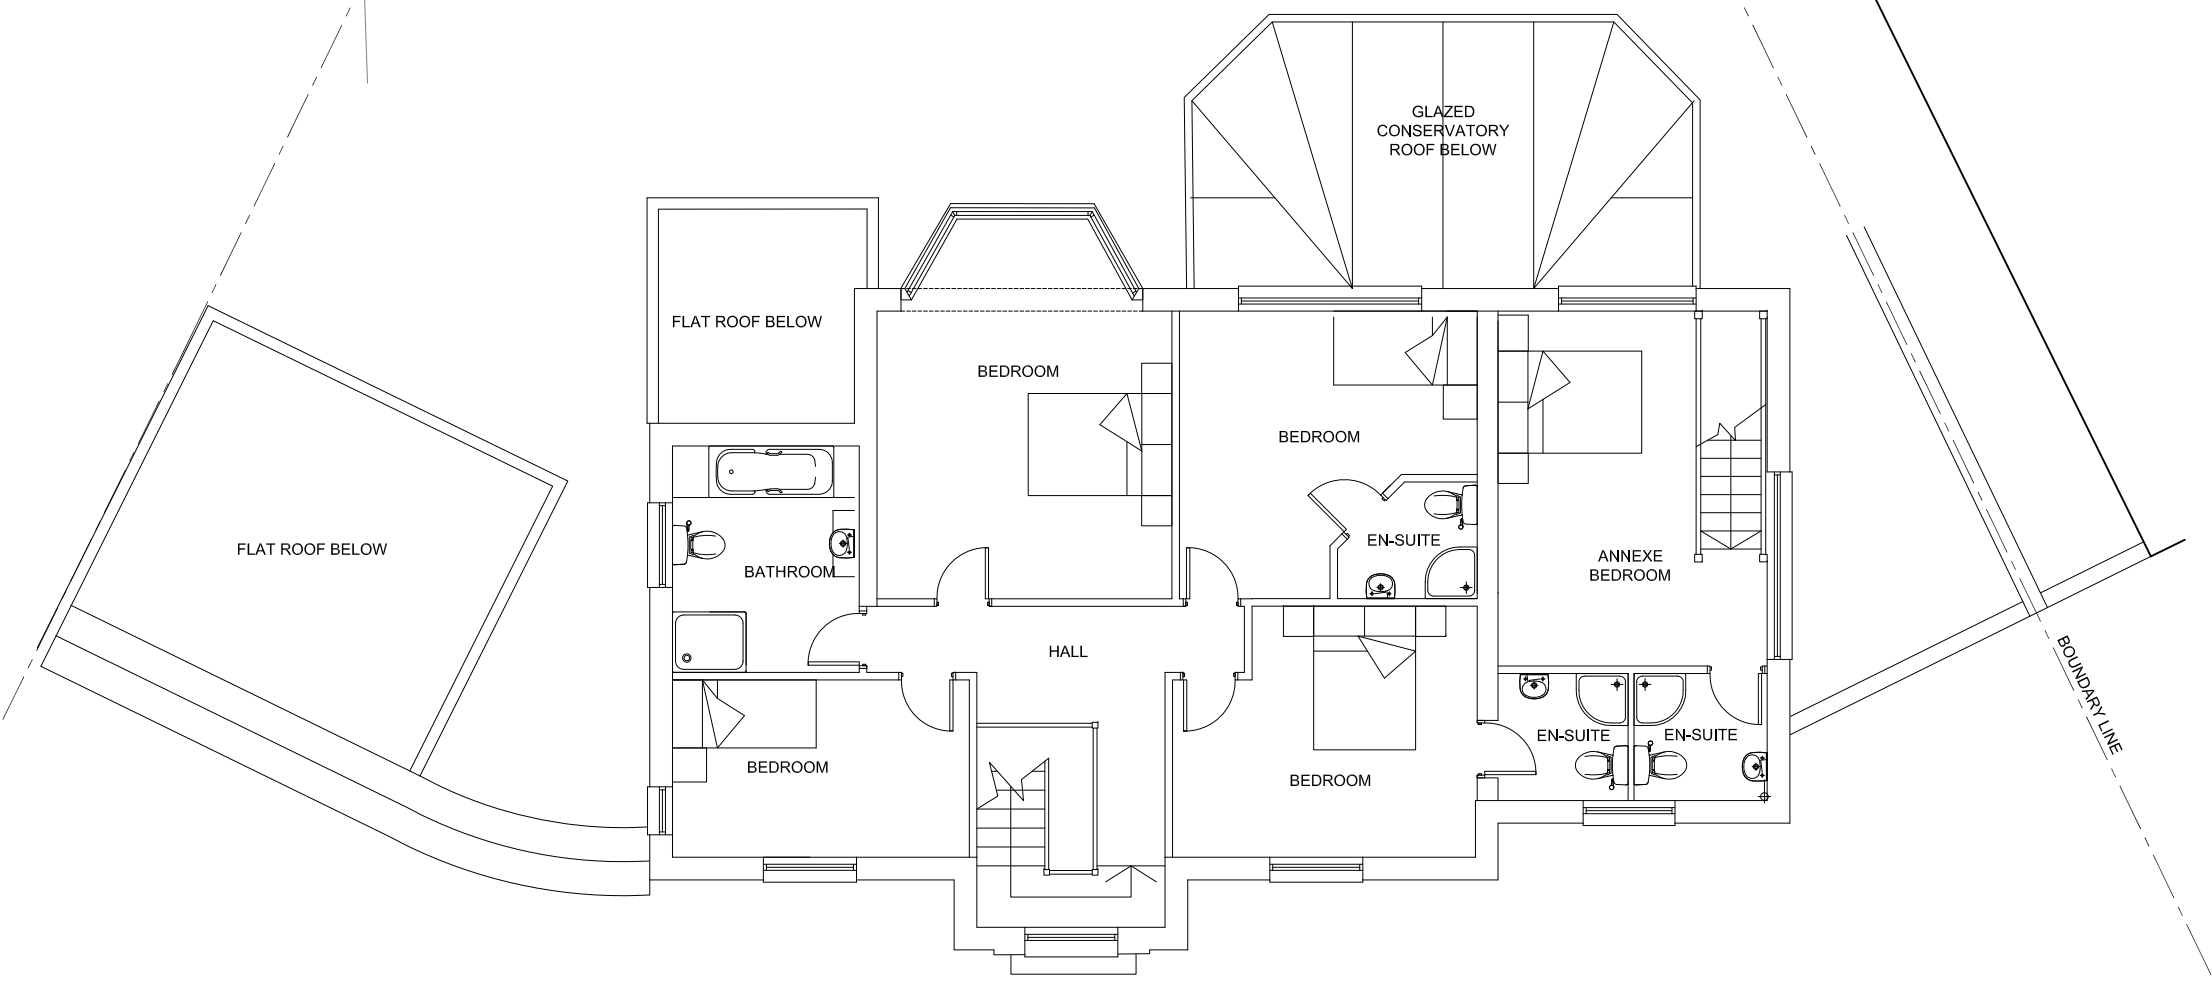 GLAZED
CONSERVATORY
ROOF BELOW
FLAT ROOF BELOW
BEDROOM
BEDROOM
FLAT ROOF BELOW
EN-SUITE
ANNEXE
BEDROOM
BATHROOM
HALL
BOUNDARY LINE
EN-SUITE
EN-SUITE
BEDROOM
BEDROOM